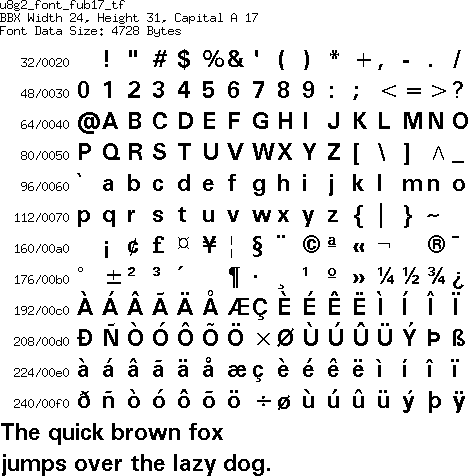 u8g2_font_fub17_tf
BBX Width 24, Height 31, Capital A 17
Font Data Size: 4728 Bytes
32/0020 ! " # $ % & ' ( ) * + , - . /
48/0030 0 1 2 3 4 5 6 7 8 9 : ; < = > ?
64/0040 @ A B C D E F G H I J K L M N O
80/0050 P Q R S T U V W X Y Z [ \ ] ^ _
96/0060 ` a b c d e f g h i j k l m n o
112/0070 p q r s t u v w x y z { | } ~
160/00a0 ¡ ¢ £ ¤ ¥ ¦ § ¨ © ª « ¬ ® ¯
176/00b0 ° ± ² ³ ´ ¶ · ¸ ¹ º » ¼ ½ ¾ ¿
192/00c0 À Á Â Ã Ä Å Æ Ç È É Ê Ë Ì Í Î Ï
208/00d0 Ð Ñ Ò Ó Ô Õ Ö × Ø Ù Ú Û Ü Ý Þ ß
224/00e0 à á â ã ä å æ ç è é ê ë ì í î ï
240/00f0 ð ñ ò ó ô õ ö ÷ ø ù ú û ü ý þ ÿ
The quick brown fox
jumps over the lazy dog.